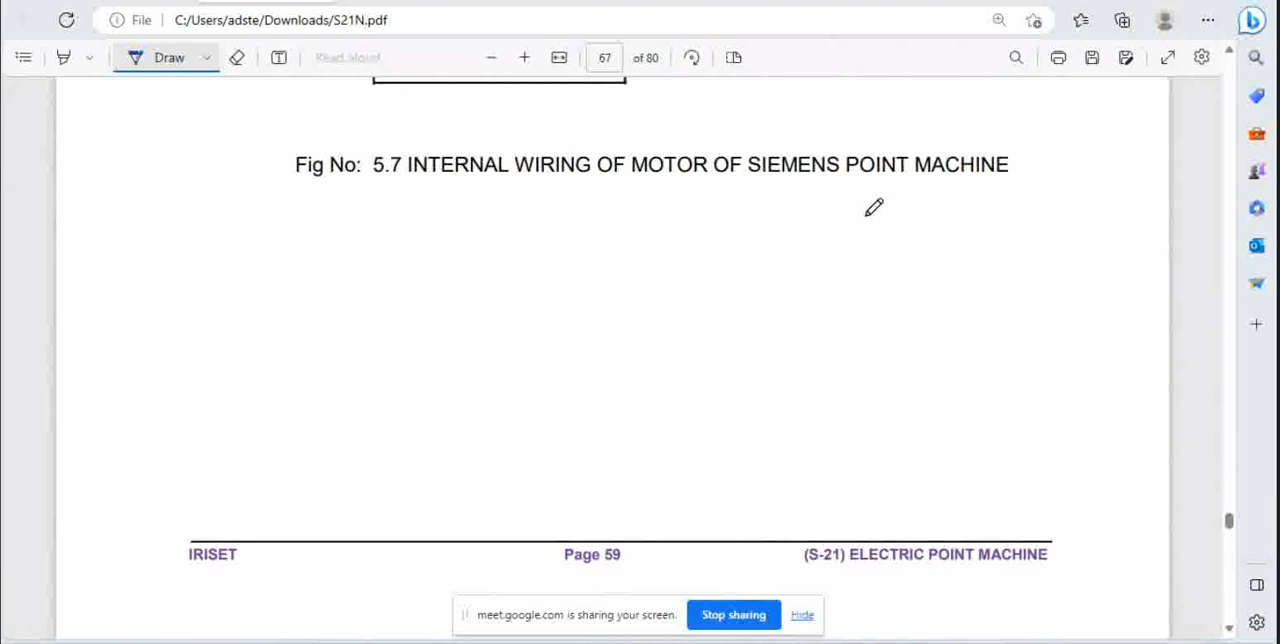 File C:/Users/adste/Downloads/S21N.pdf
Draw Read aloud 67 of 80
Fig No: 5.7 INTERNAL WIRING OF MOTOR OF SIEMENS POINT MACHINE
IRISET Page 59 (S-21) ELECTRIC POINT MACHINE
meet.google.com is sharing your screen. Stop sharing Hide